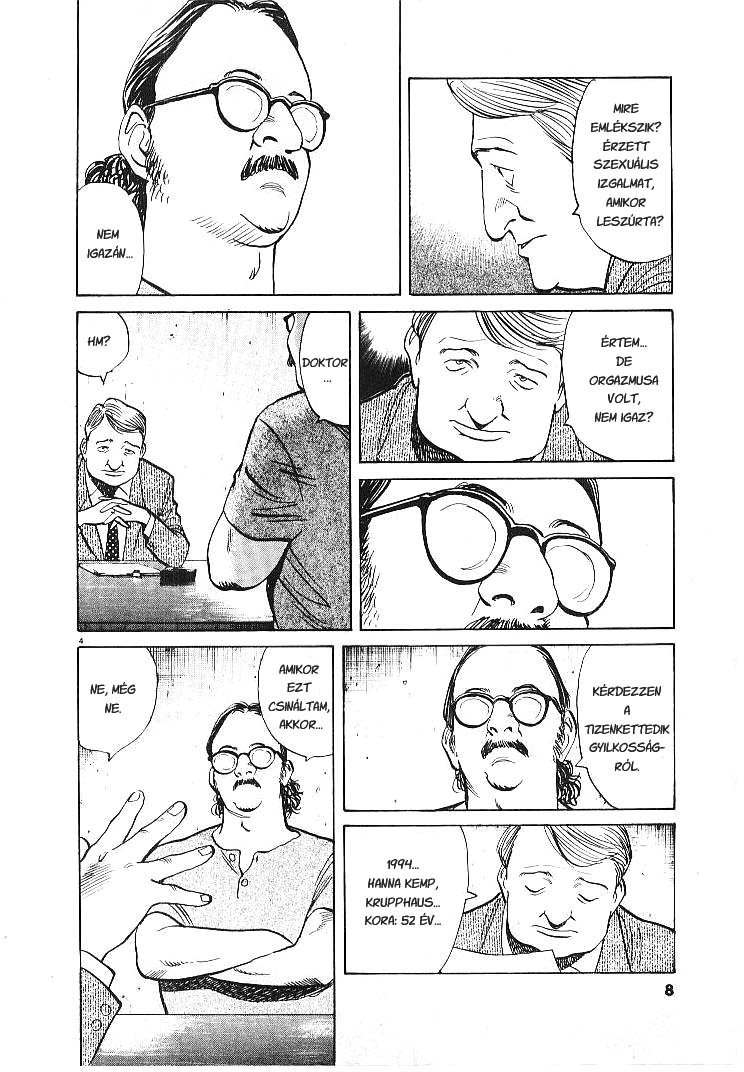 MIRE
EMLÉKSZIK?
ÉRZETT
SZEXUÁLIS
IZGALMAT,
AMIKOR
LESZÚRTA?
NEM
IGAZÁN...
ÉRTEM...
DE
ORGAZMUSA
VOLT,
NEM IGAZ?
DOKTOR
...
HM?
4
KÉRDEZZEN
A
TIZENKETTEDIK
GYILKOSSÁG-
RÓL.
1994...
HANNA KEMP,
KRUPPHAUS...
KORA: 52 ÉV...
AMIKOR
EZT
CSINÁLTAM,
AKKOR...
NE, MÉG
NE.
8